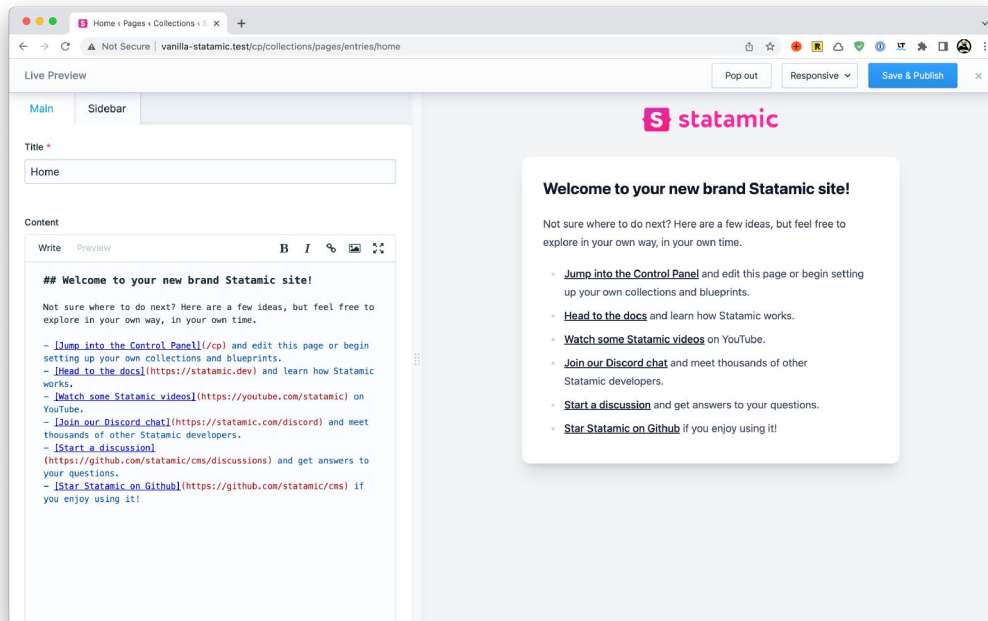 Home ‹ Pages ‹ Collections ‹ S
Not Secure | vanilla-statamic.test/cp/collections/pages/entries/home
Live Preview
Pop out
Responsive
Save & Publish
Main
Sidebar
Title *
Home
Content
Write
Preview
B I
## Welcome to your new brand Statamic site!
Not sure where to do next? Here are a few ideas, but feel free to
explore in your own way, in your own time.
- [Jump into the Control Panel](/cp) and edit this page or begin
setting up your own collections and blueprints.
- [Head to the docs](https://statamic.dev) and learn how Statamic
works.
- [Watch some Statamic videos](https://youtube.com/statamic) on
YouTube.
- [Join our Discord chat](https://statamic.com/discord) and meet
thousands of other Statamic developers.
- [Start a discussion]
(https://github.com/statamic/cms/discussions) and get answers to
your questions.
- [Star Statamic on Github](https://github.com/statamic/cms) if
you enjoy using it!
S statamic
Welcome to your new brand Statamic site!
Not sure where to do next? Here are a few ideas, but feel free to
explore in your own way, in your own time.
Jump into the Control Panel and edit this page or begin setting
up your own collections and blueprints.
Head to the docs and learn how Statamic works.
Watch some Statamic videos on YouTube.
Join our Discord chat and meet thousands of other
Statamic developers.
Start a discussion and get answers to your questions.
Star Statamic on Github if you enjoy using it!